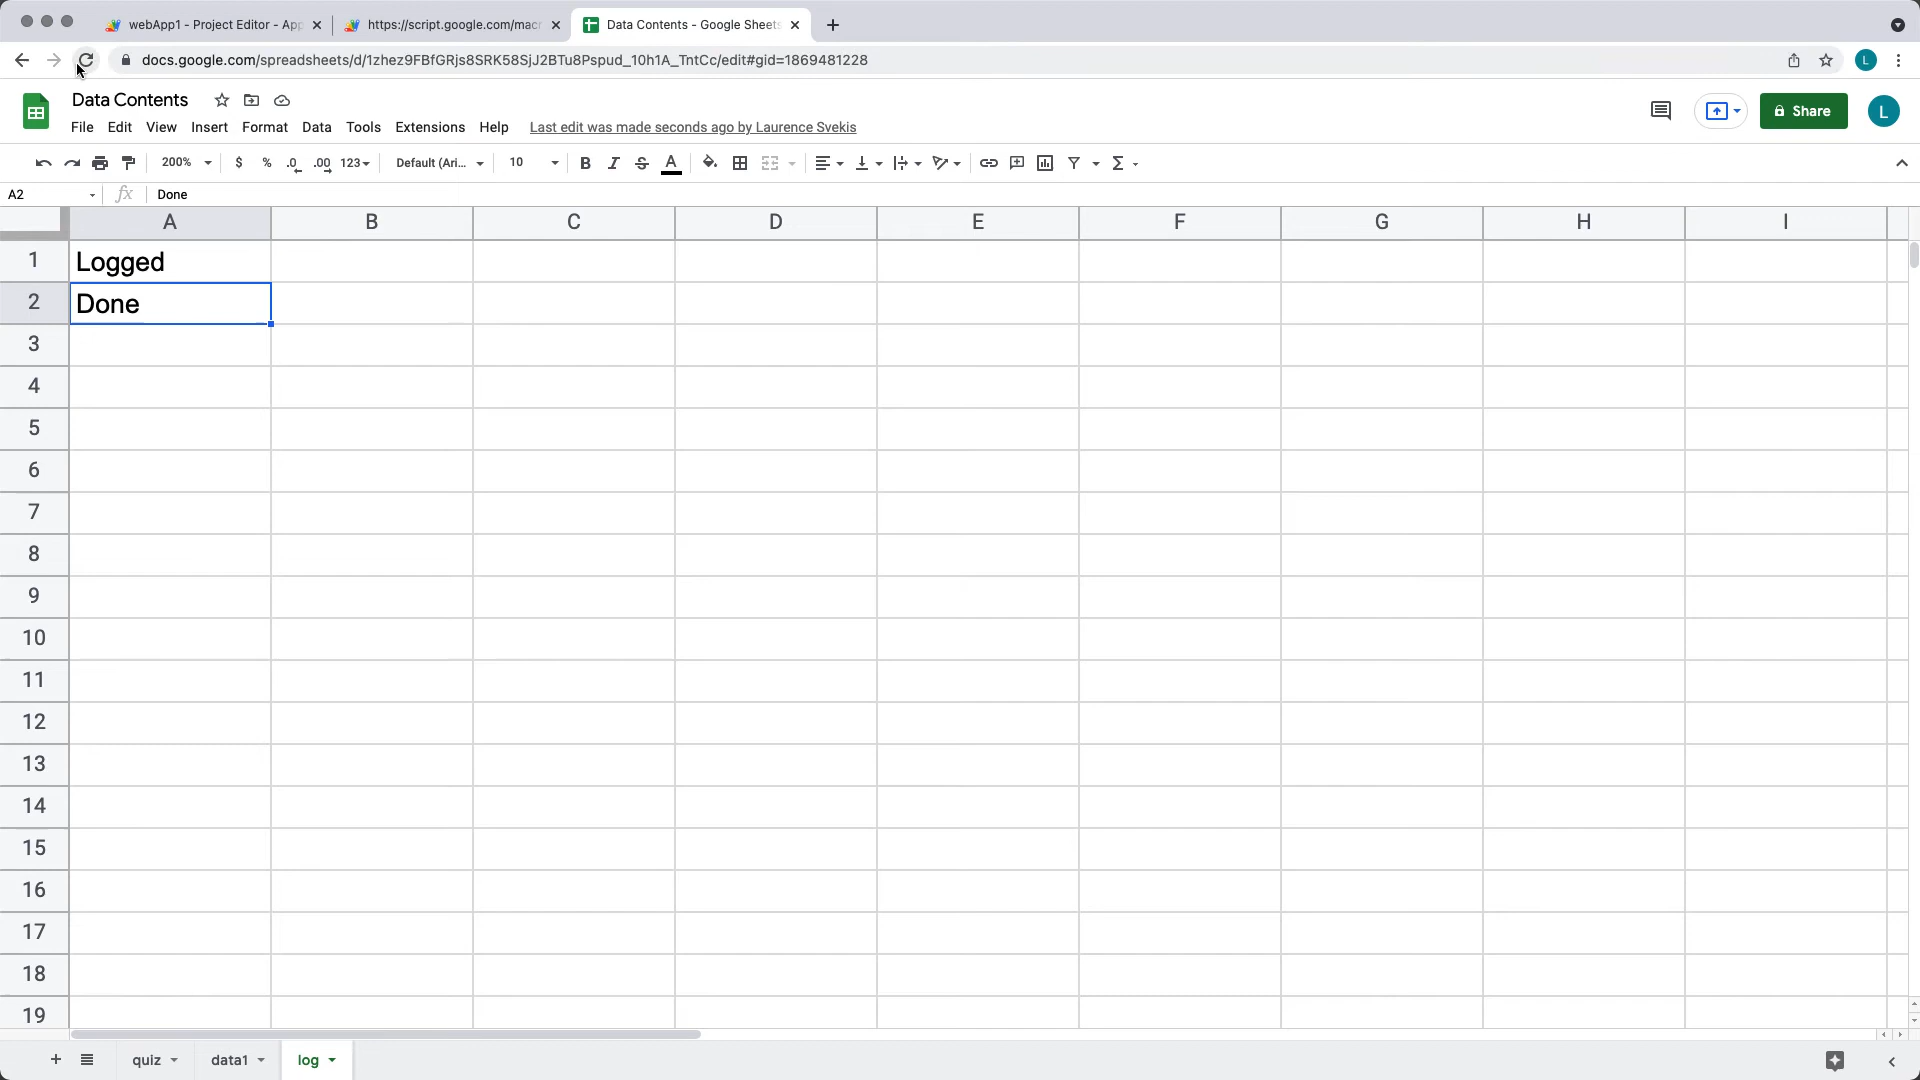 webApp1 - Project Editor - App
https://script.google.com/macr
Data Contents - Google Sheets
docs.google.com/spreadsheets/d/1zhez9FBfGRjs8SRK58SjJ2BTu8Pspud_10h1A_TntCc/edit#gid=1869481228
L
Data Contents
File Edit View Insert Format Data Tools Extensions Help Last edit was made seconds ago by Laurence Svekis
Share
L
200% $ % .0 .00 123 Default (Ari... 10 B I S A Σ
A2 fx Done
A B C D E F G H I
1 Logged
2 Done
3
4
5
6
7
8
9
10
11
12
13
14
15
16
17
18
19
quiz data1 log